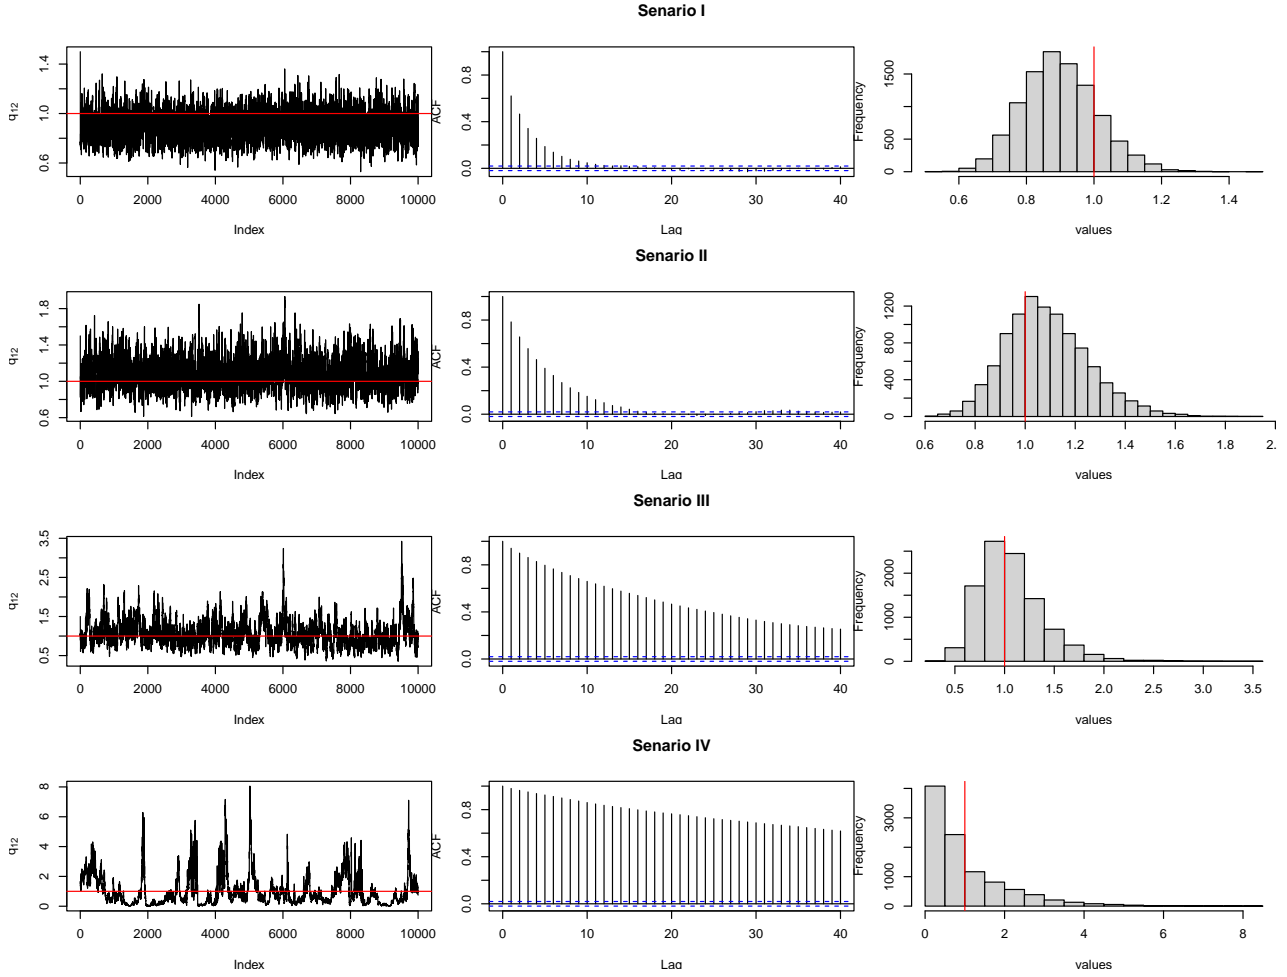 Senario I
q12
0.6 1.0 1.4
0 2000 4000 6000 8000 10000
Index
ACF
0.0 0.4 0.8
0 10 20 30 40
Lag
Frequency
0 500 1500
0.6 0.8 1.0 1.2 1.4
values
Senario II
q12
0.6 1.0 1.4 1.8
0 2000 4000 6000 8000 10000
Index
ACF
0.0 0.4 0.8
0 10 20 30 40
Lag
Frequency
0 400 800 1200
0.6 0.8 1.0 1.2 1.4 1.6 1.8 2.
values
Senario III
q12
0.5 1.5 2.5 3.5
0 2000 4000 6000 8000 10000
Index
ACF
0.0 0.4 0.8
0 10 20 30 40
Lag
Frequency
0 1000 2000
0.5 1.0 1.5 2.0 2.5 3.0 3.5
values
Senario IV
q12
0 2 4 6 8
0 2000 4000 6000 8000 10000
Index
ACF
0.0 0.4 0.8
0 10 20 30 40
Lag
Frequency
0 1000 3000
0 2 4 6 8
values